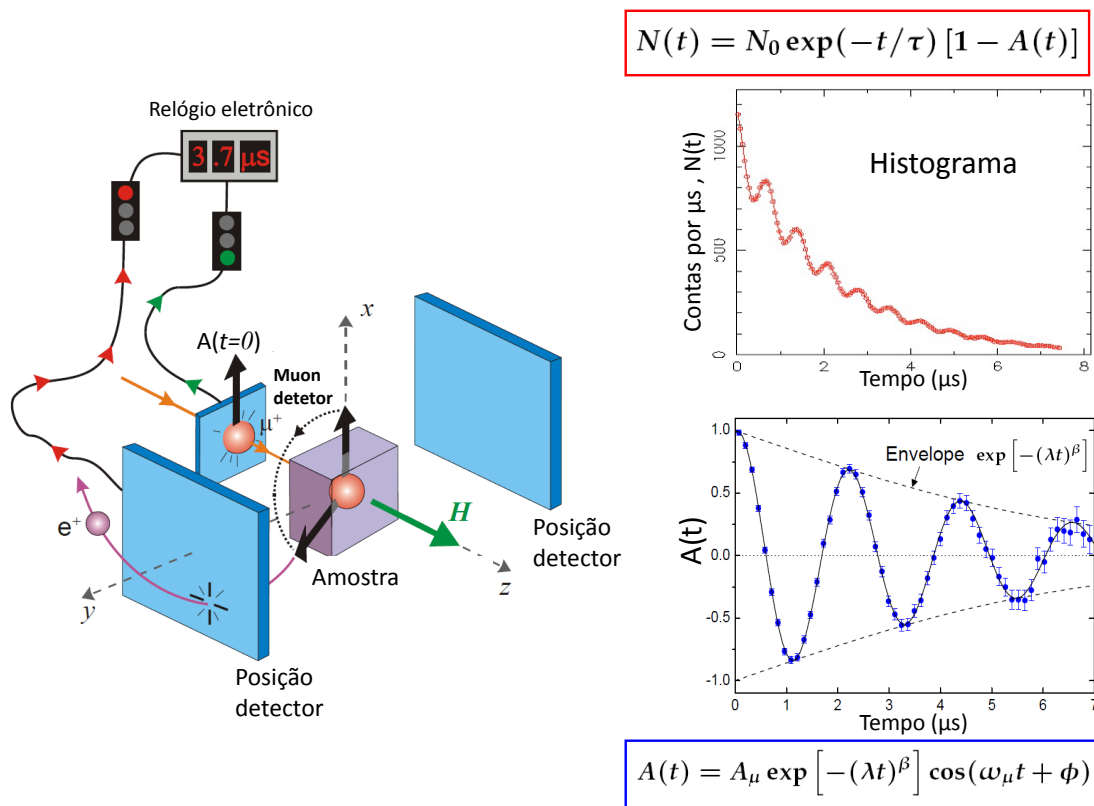 Relógio eletrônico
3.7 μs
A(t=0)
Muon
detetor
μ⁺
x
H
z
y
e⁺
Amostra
Posição
detector
Posição
detector
N(t) = N₀ exp(−t/τ) [1 − A(t)]
Histograma
Contas por μs , N(t)
1000
500
0
0 2 4 6 8
Tempo (μs)
Envelope exp [−(λt)^β]
A(t)
1.0
0.5
0.0
-0.5
-1.0
0 1 2 3 4 5 6 7
Tempo (μs)
A(t) = A_μ exp [−(λt)^β] cos(ω_μ t + ϕ)